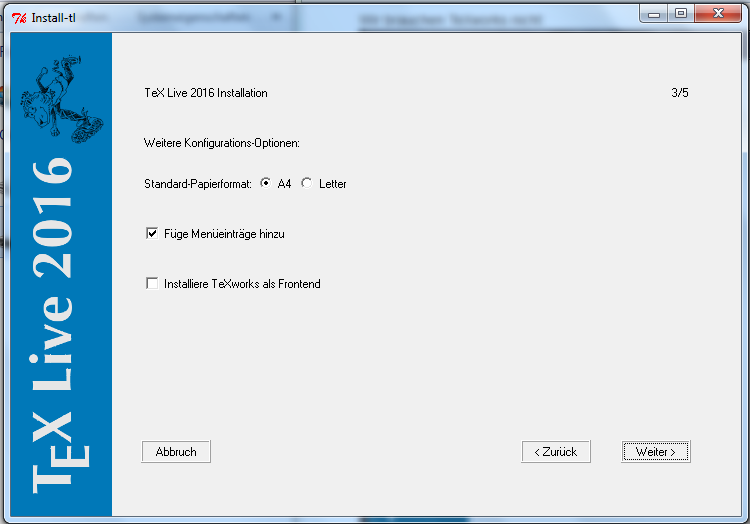 Install-tl
TeX Live 2016 Installation
3/5
Weitere Konfigurations-Optionen:
Standard-Papierformat: A4 Letter
Füge Menüeinträge hinzu
Installiere TeXworks als Frontend
Abbruch
< Zurück
Weiter >
TEX Live 2016